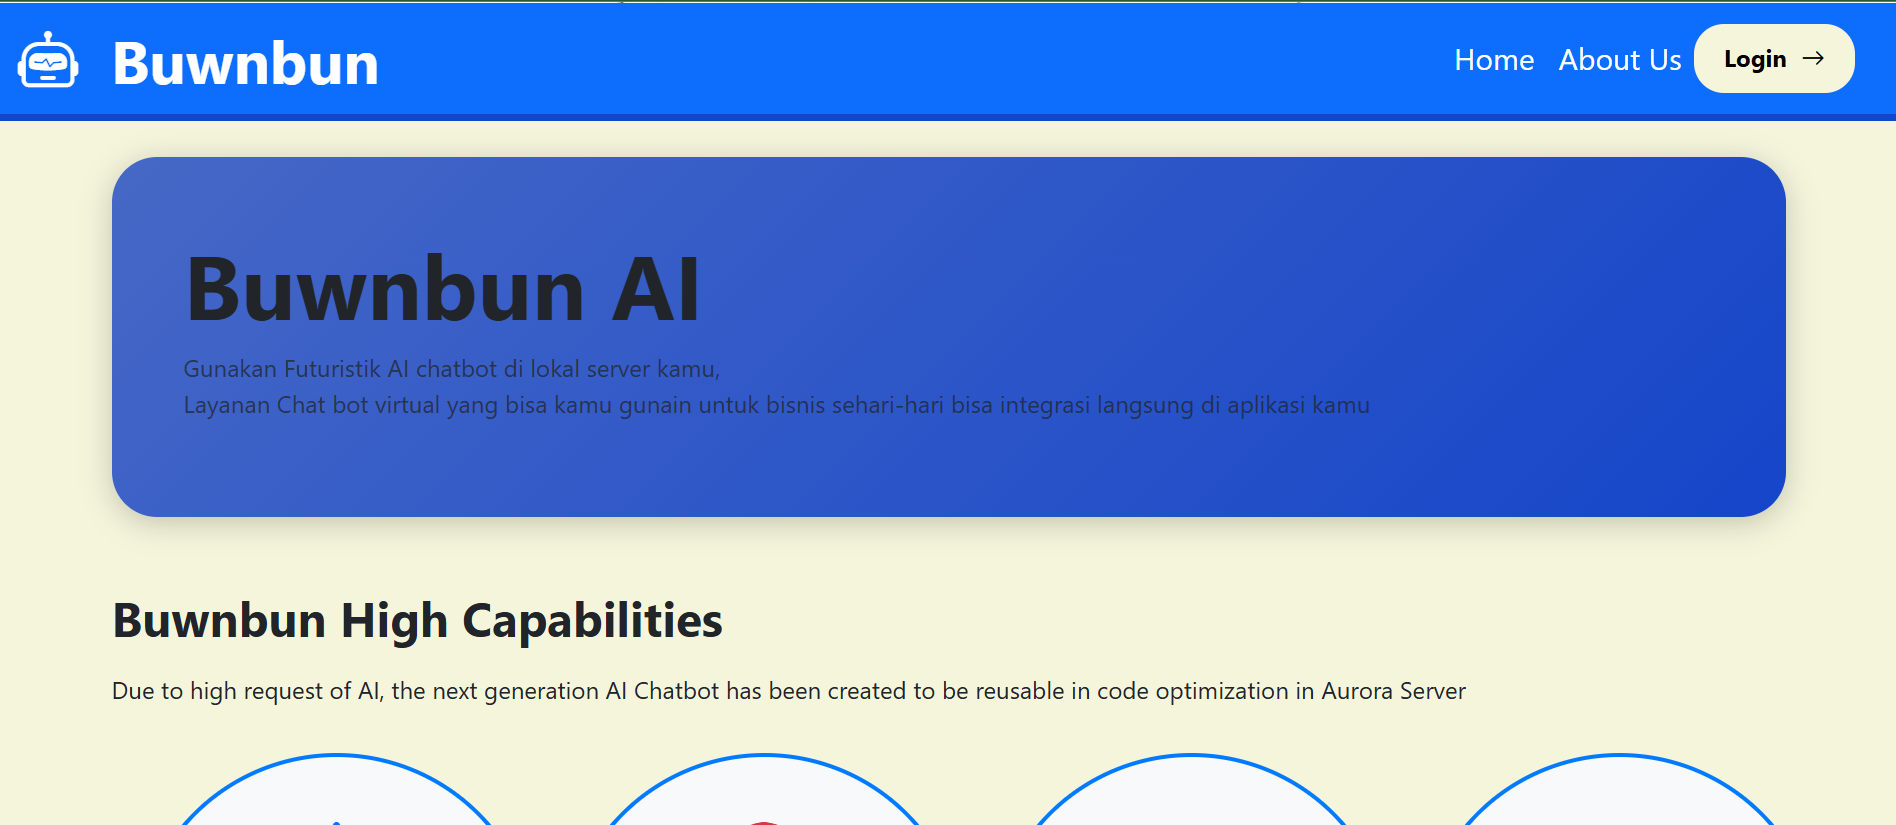 Buwnbun
Home About Us Login →
Buwnbun AI
Gunakan Futuristik AI chatbot di lokal server kamu,
Layanan Chat bot virtual yang bisa kamu gunain untuk bisnis sehari-hari bisa integrasi langsung di aplikasi kamu
Buwnbun High Capabilities
Due to high request of AI, the next generation AI Chatbot has been created to be reusable in code optimization in Aurora Server